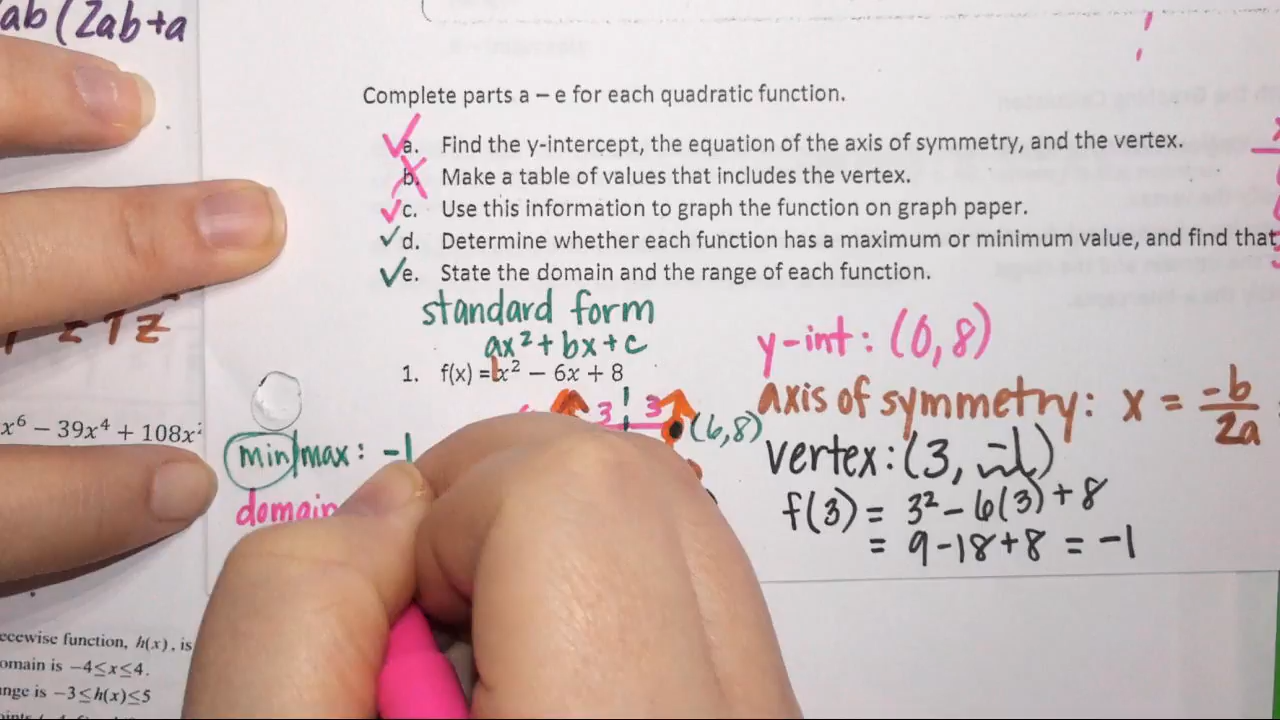 ab(2ab+a
Complete parts a – e for each quadratic function.
a. Find the y-intercept, the equation of the axis of symmetry, and the vertex.
b. Make a table of values that includes the vertex.
c. Use this information to graph the function on graph paper.
d. Determine whether each function has a maximum or minimum value, and find that
e. State the domain and the range of each function.
standard form
ax² + bx + c
1. f(x) = x² – 6x + 8
3 3
(6,8)
y-int: (0,8)
axis of symmetry: x = -b/2a
vertex: (3, -1)
f(3) = 3² - 6(3) + 8
= 9-18+8 = -1
min/max: -1
domain
x⁶ – 39x⁴ + 108x²
ecewise function, h(x), is
omain is −4≤x≤4.
nge is −3≤h(x)≤5